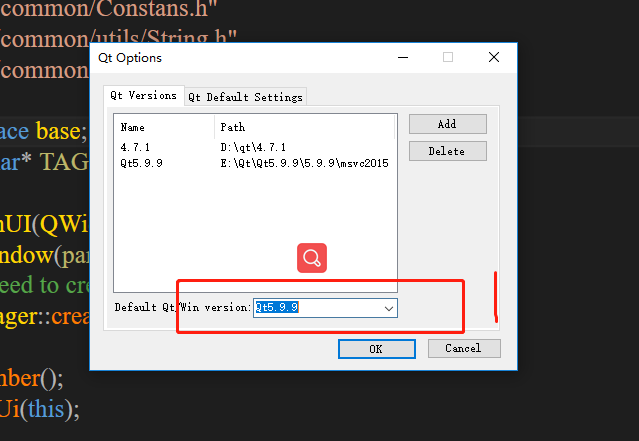 common/Constans.h"
common/utils/String.h"
common
Qt Options
Qt Versions
Qt Default Settings
ace base;
Name Path
Add
4.7.1 D:\qt\4.7.1
Delete
Qt5.9.9 E:\Qt\Qt5.9.9\5.9.9\msvc2015
ar* TAG
nUI(QWi
ndow(par
eed to cre
ager::crea
Default Qt/Win version: Qt5.9.9
OK Cancel
nber();
Ui(this);